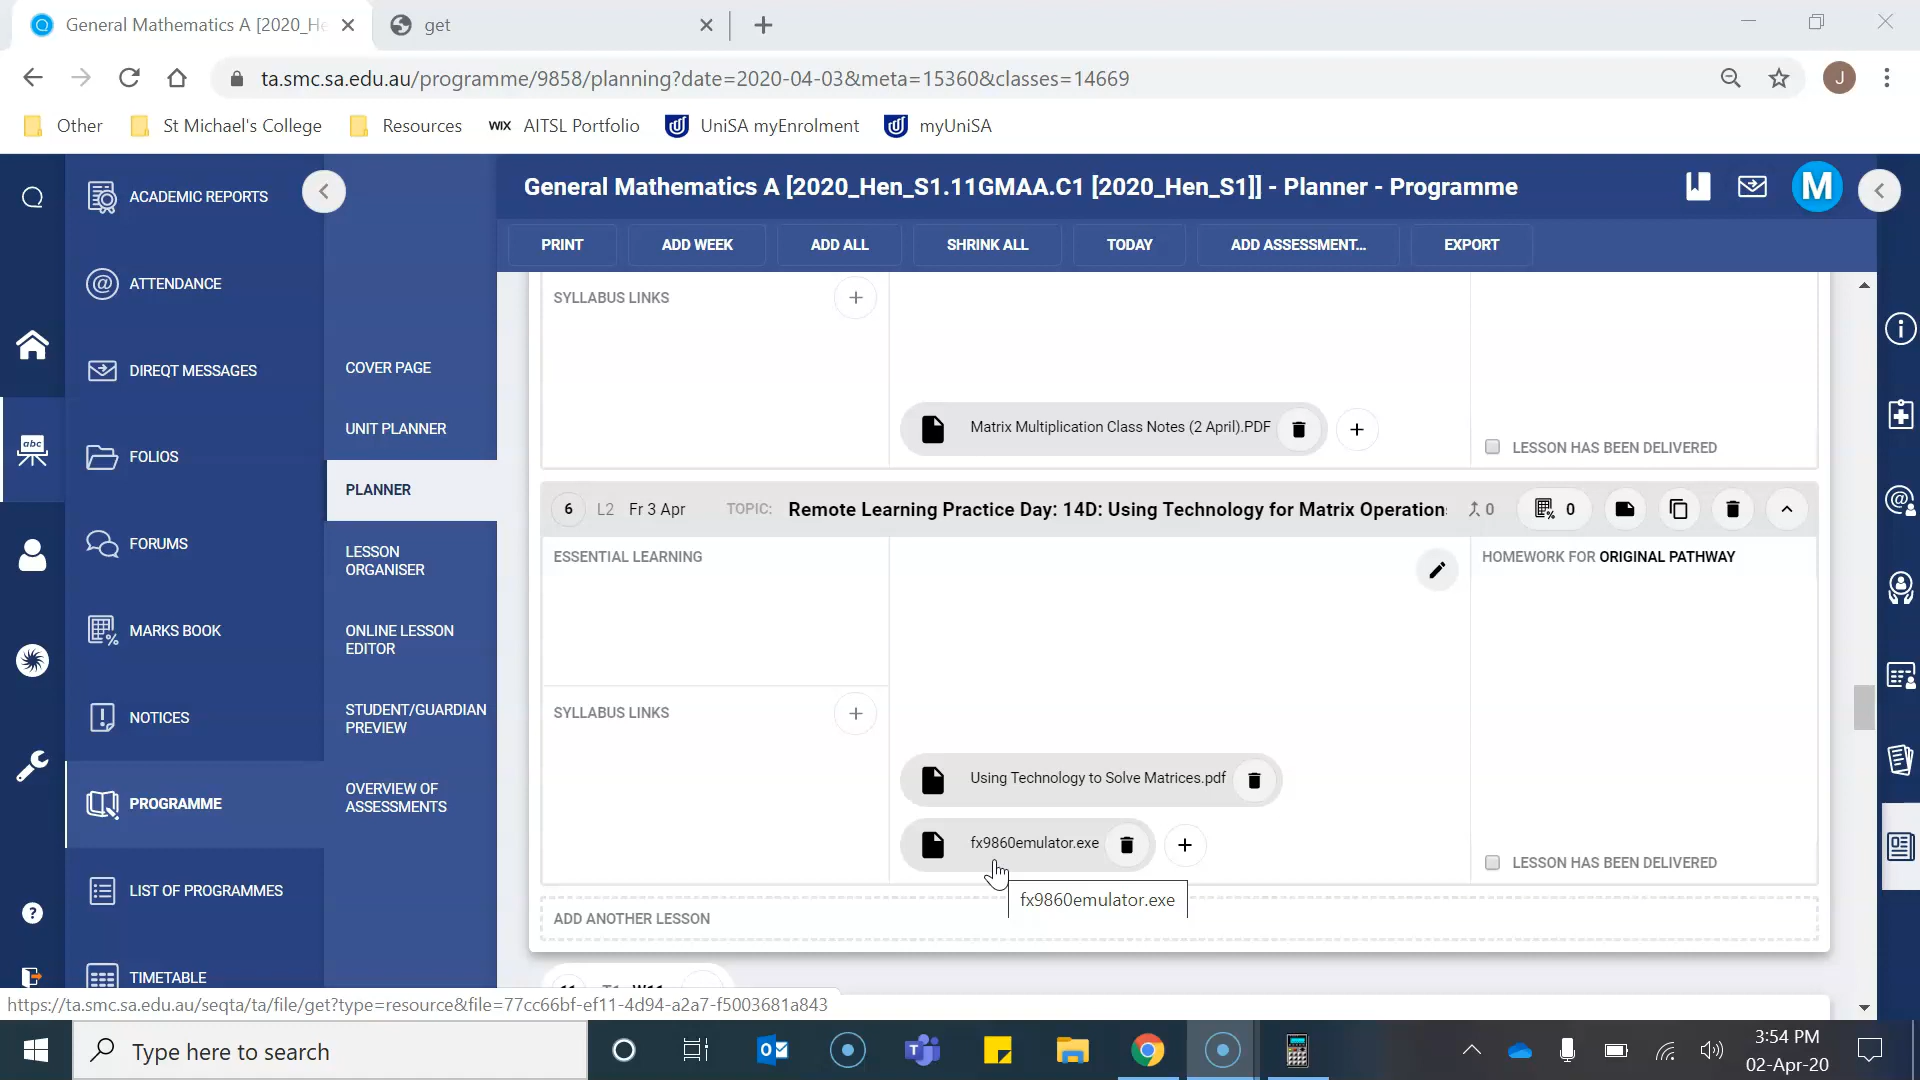 General Mathematics A [2020_He
get
ta.smc.sa.edu.au/programme/9858/planning?date=2020-04-03&meta=15360&classes=14669
J
Other
St Michael's College
Resources
WIX AITSL Portfolio
UniSA myEnrolment
myUniSA
ACADEMIC REPORTS
ATTENDANCE
DIREQT MESSAGES
abc
FOLIOS
FORUMS
MARKS BOOK
NOTICES
PROGRAMME
LIST OF PROGRAMMES
TIMETABLE
COVER PAGE
UNIT PLANNER
PLANNER
LESSON
ORGANISER
ONLINE LESSON
EDITOR
STUDENT/GUARDIAN
PREVIEW
OVERVIEW OF
ASSESSMENTS
General Mathematics A [2020_Hen_S1.11GMAA.C1 [2020_Hen_S1]] - Planner - Programme
M
PRINT
ADD WEEK
ADD ALL
SHRINK ALL
TODAY
ADD ASSESSMENT...
EXPORT
SYLLABUS LINKS
Matrix Multiplication Class Notes (2 April).PDF
LESSON HAS BEEN DELIVERED
6 L2 Fr 3 Apr TOPIC: Remote Learning Practice Day: 14D: Using Technology for Matrix Operation 0 0
ESSENTIAL LEARNING
HOMEWORK FOR ORIGINAL PATHWAY
SYLLABUS LINKS
Using Technology to Solve Matrices.pdf
fx9860emulator.exe
LESSON HAS BEEN DELIVERED
fx9860emulator.exe
ADD ANOTHER LESSON
https://ta.smc.sa.edu.au/seqta/ta/file/get?type=resource&file=77cc66bf-ef11-4d94-a2a7-f5003681a843
Type here to search
3:54 PM
02-Apr-20